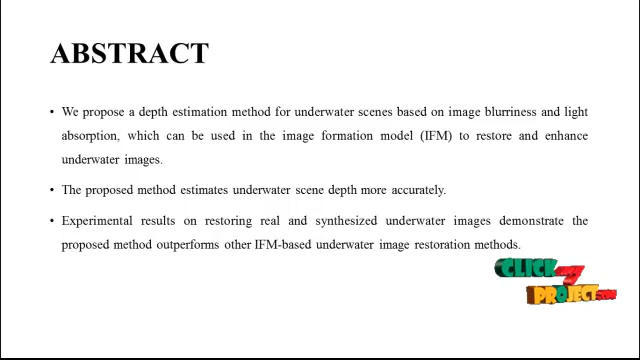 ABSTRACT
• We propose a depth estimation method for underwater scenes based on image blurriness and light
absorption, which can be used in the image formation model (IFM) to restore and enhance
underwater images.
• The proposed method estimates underwater scene depth more accurately.
• Experimental results on restoring real and synthesized underwater images demonstrate the
proposed method outperforms other IFM-based underwater image restoration methods.
CLICK
PROJECT.COM